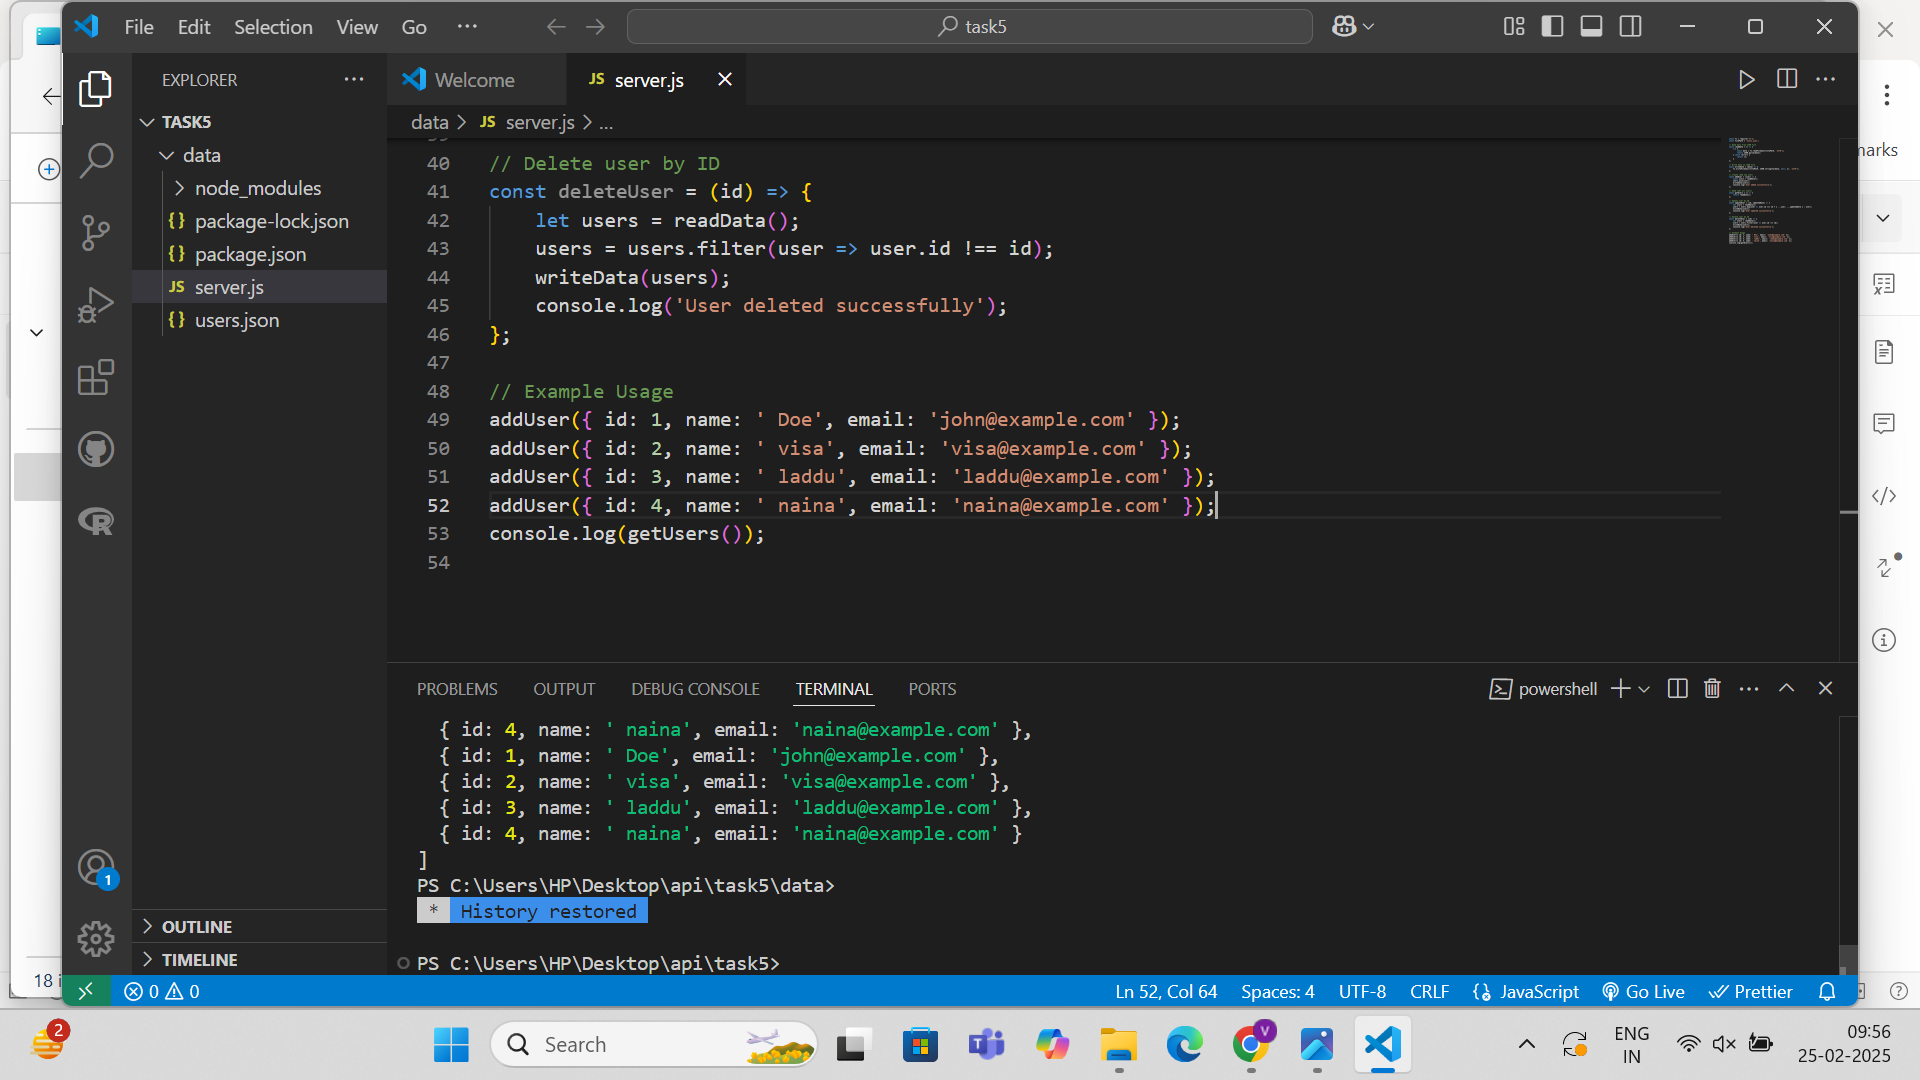 File Edit Selection View Go ··· task5
EXPLORER ···
TASK5
data
node_modules
{} package-lock.json
{} package.json
JS server.js
{} users.json
OUTLINE
TIMELINE
Welcome JS server.js
data > JS server.js > ...
40 // Delete user by ID
41 const deleteUser = (id) => {
42 let users = readData();
43 users = users.filter(user => user.id !== id);
44 writeData(users);
45 console.log('User deleted successfully');
46 };
47
48 // Example Usage
49 addUser({ id: 1, name: ' Doe', email: 'john@example.com' });
50 addUser({ id: 2, name: ' visa', email: 'visa@example.com' });
51 addUser({ id: 3, name: ' laddu', email: 'laddu@example.com' });
52 addUser({ id: 4, name: ' naina', email: 'naina@example.com' });
53 console.log(getUsers());
54
PROBLEMS OUTPUT DEBUG CONSOLE TERMINAL PORTS powershell
{ id: 4, name: ' naina', email: 'naina@example.com' },
{ id: 1, name: ' Doe', email: 'john@example.com' },
{ id: 2, name: ' visa', email: 'visa@example.com' },
{ id: 3, name: ' laddu', email: 'laddu@example.com' },
{ id: 4, name: ' naina', email: 'naina@example.com' }
]
PS C:\Users\HP\Desktop\api\task5\data>
* History restored
PS C:\Users\HP\Desktop\api\task5>
1
18 i
0 0 Ln 52, Col 64 Spaces: 4 UTF-8 CRLF {} JavaScript Go Live Prettier
narks
2
Search
V
ENG
IN
09:56
25-02-2025